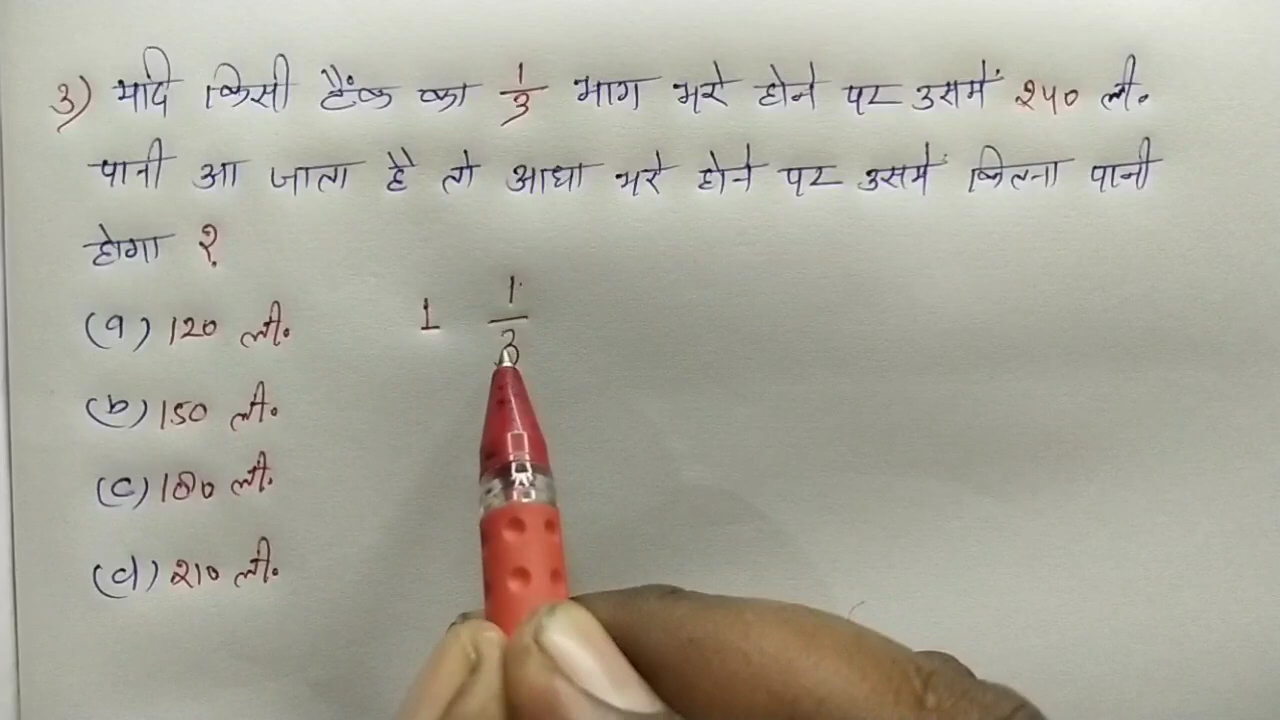 3) यदि किसी टैंक का 1/3 भाग भरे होने पर उसमें 240 ली.
पानी आ जाता है तो आधा भरे होने पर उसमें कितना पानी
होगा ?
(a) 120 ली.
(b) 150 ली.
(c) 180 ली.
(d) 210 ली.
1 1/3